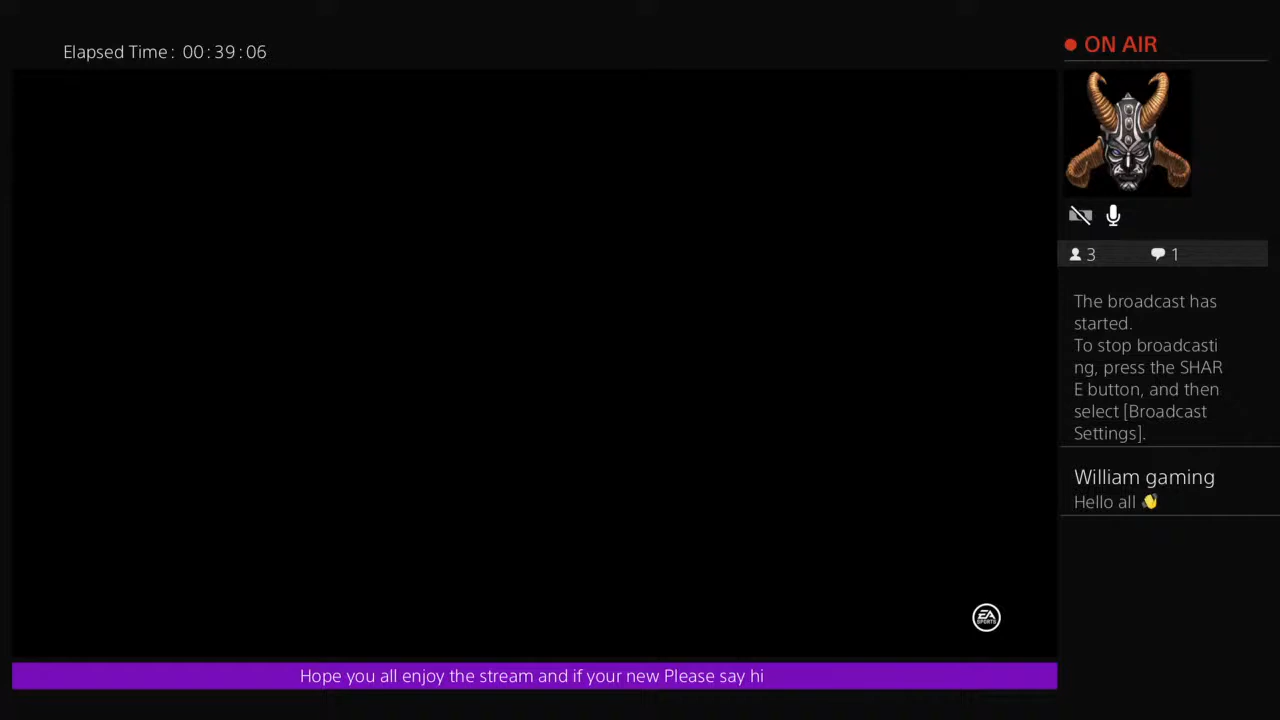 Elapsed Time: 00:39:06
ON AIR
3 1
The broadcast has
started.
To stop broadcasti
ng, press the SHAR
E button, and then
select [Broadcast
Settings].
William gaming
Hello all 👋
EA
SPORTS
Hope you all enjoy the stream and if your new Please say hi